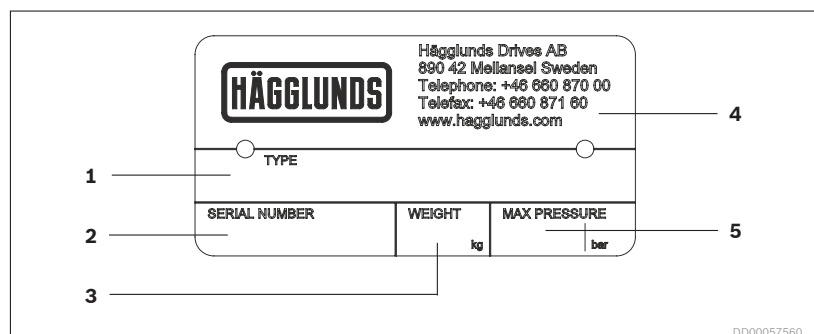 HÄGGLUNDS
Hägglunds Drives AB
890 42 Mellansel Sweden
Telephone: +46 660 870 00
Telefax: +46 660 871 60
www.hagglunds.com
4
1
TYPE
2
SERIAL NUMBER
WEIGHT
kg
MAX PRESSURE
bar
5
3
DD00057560